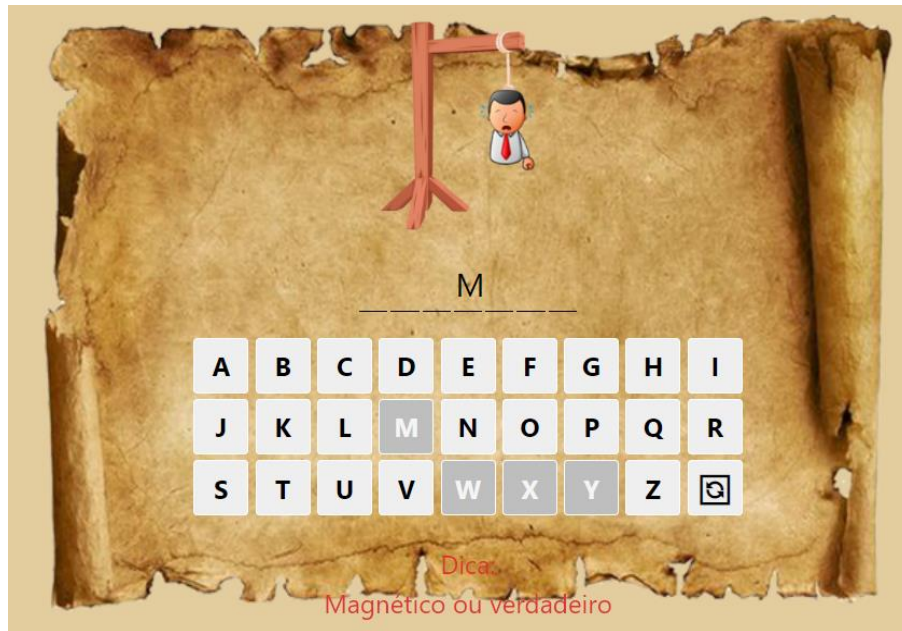 M
_ _ _ _ _ _ _
A B C D E F G H I
J K L M N O P Q R
S T U V W X Y Z
Dica:
Magnético ou verdadeiro